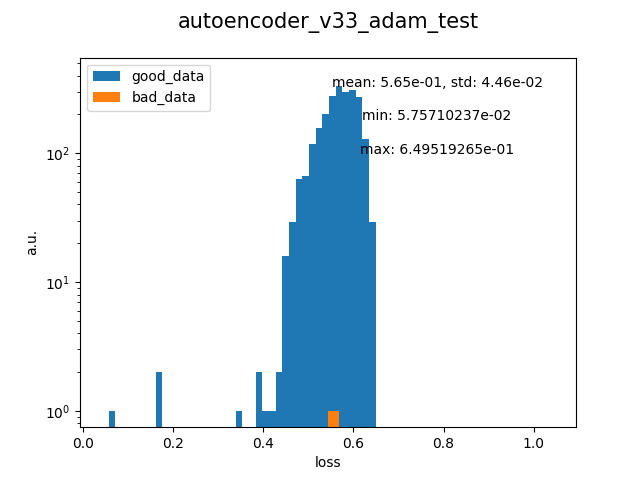 autoencoder_v33_adam_test
good_data
bad_data
mean: 5.65e-01, std: 4.46e-02
min: 5.75710237e-02
max: 6.49519265e-01
a.u.
10²
10¹
10⁰
0.0 0.2 0.4 0.6 0.8 1.0
loss